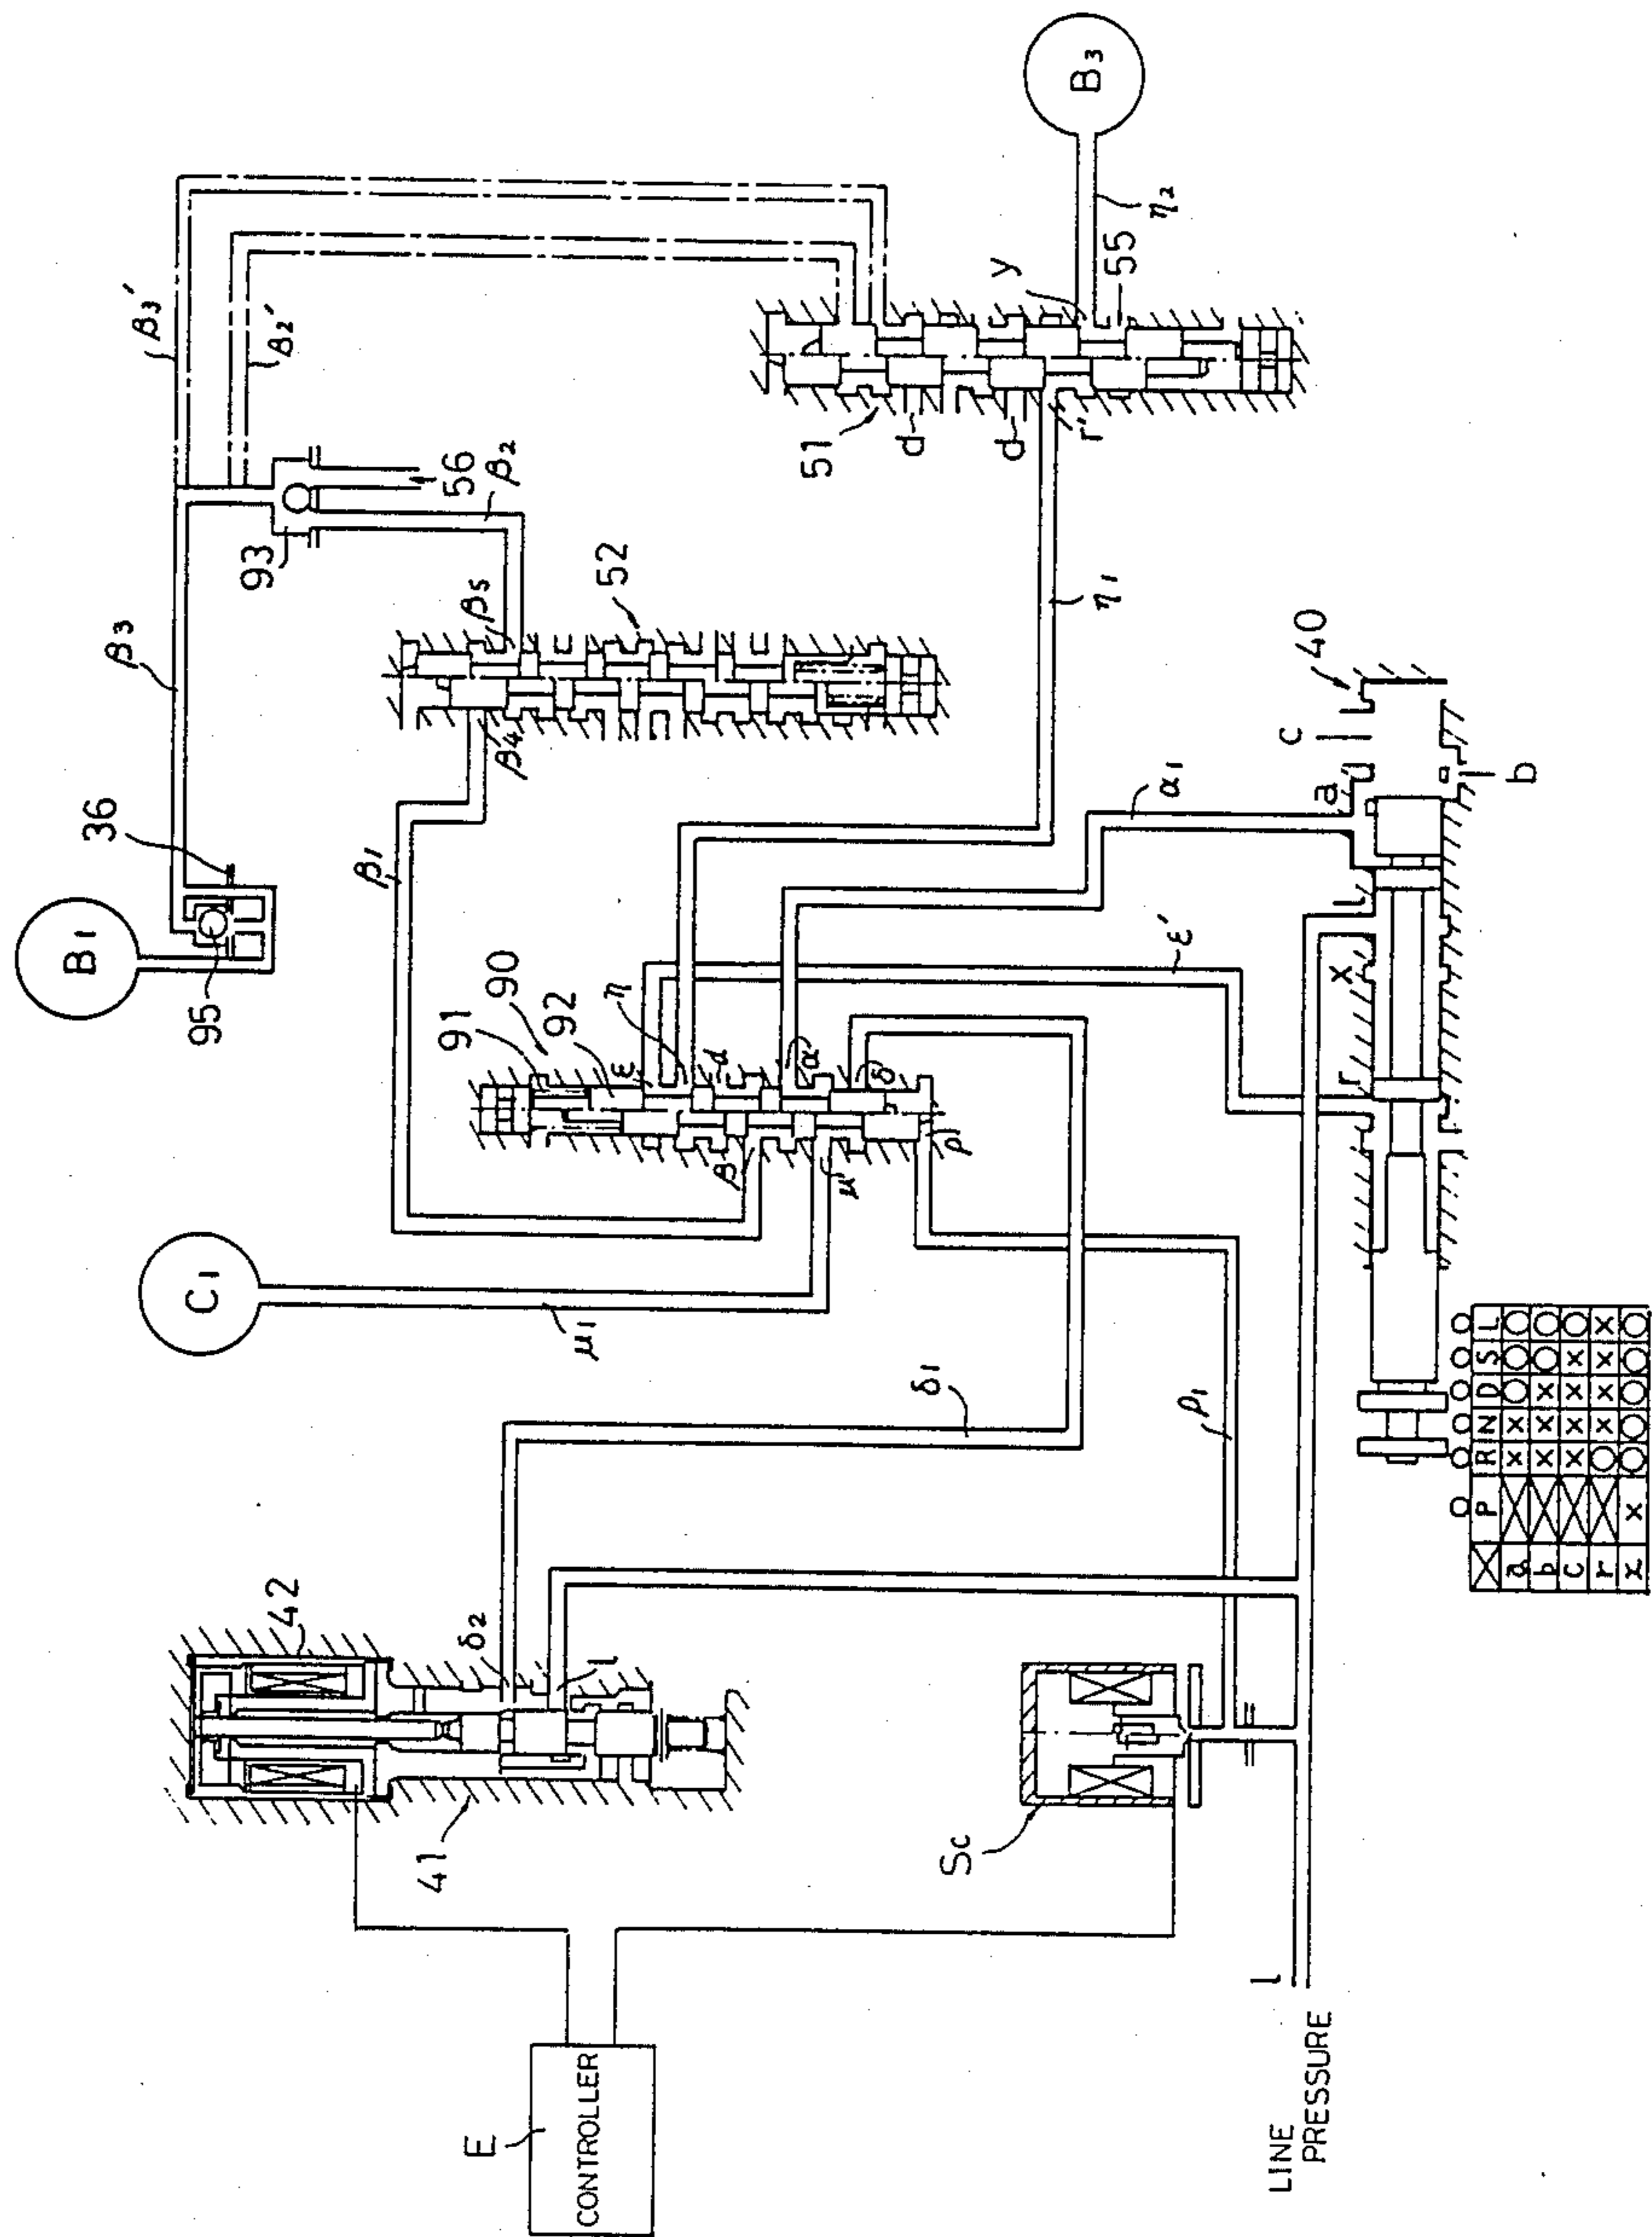 B1
C1
B3
95
36
β3
β3'
β2'
93
56
β2
β1
β4
β5
52
51
d
d
r'
y
55
η2
η1
91
90
92
ε
η
d
α
δ
β
μ
ρ
μ1
δ1
ρ1
ε'
α1
42
δ2
l
41
Sc
E
CONTROLLER
l
LINE
PRESSURE
40
r
x
l
a
c
b
P R N D S L
a × × ○ ○ ○
b × × × ○ ○
c × × × × ○
r ○ × × × ×
x × ○ ○ ○ ○ ○